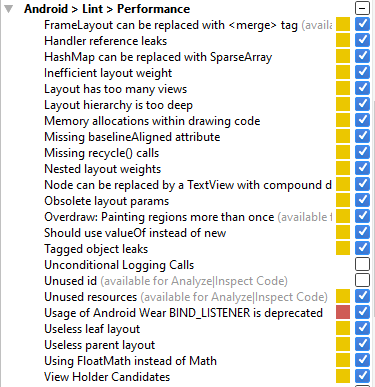 Android > Lint > Performance
FrameLayout can be replaced with <merge> tag (availa
Handler reference leaks
HashMap can be replaced with SparseArray
Inefficient layout weight
Layout has too many views
Layout hierarchy is too deep
Memory allocations within drawing code
Missing baselineAligned attribute
Missing recycle() calls
Nested layout weights
Node can be replaced by a TextView with compound d
Obsolete layout params
Overdraw: Painting regions more than once (available f
Should use valueOf instead of new
Tagged object leaks
Unconditional Logging Calls
Unused id (available for Analyze|Inspect Code)
Unused resources (available for Analyze|Inspect Code)
Usage of Android Wear BIND_LISTENER is deprecated
Useless leaf layout
Useless parent layout
Using FloatMath instead of Math
View Holder Candidates